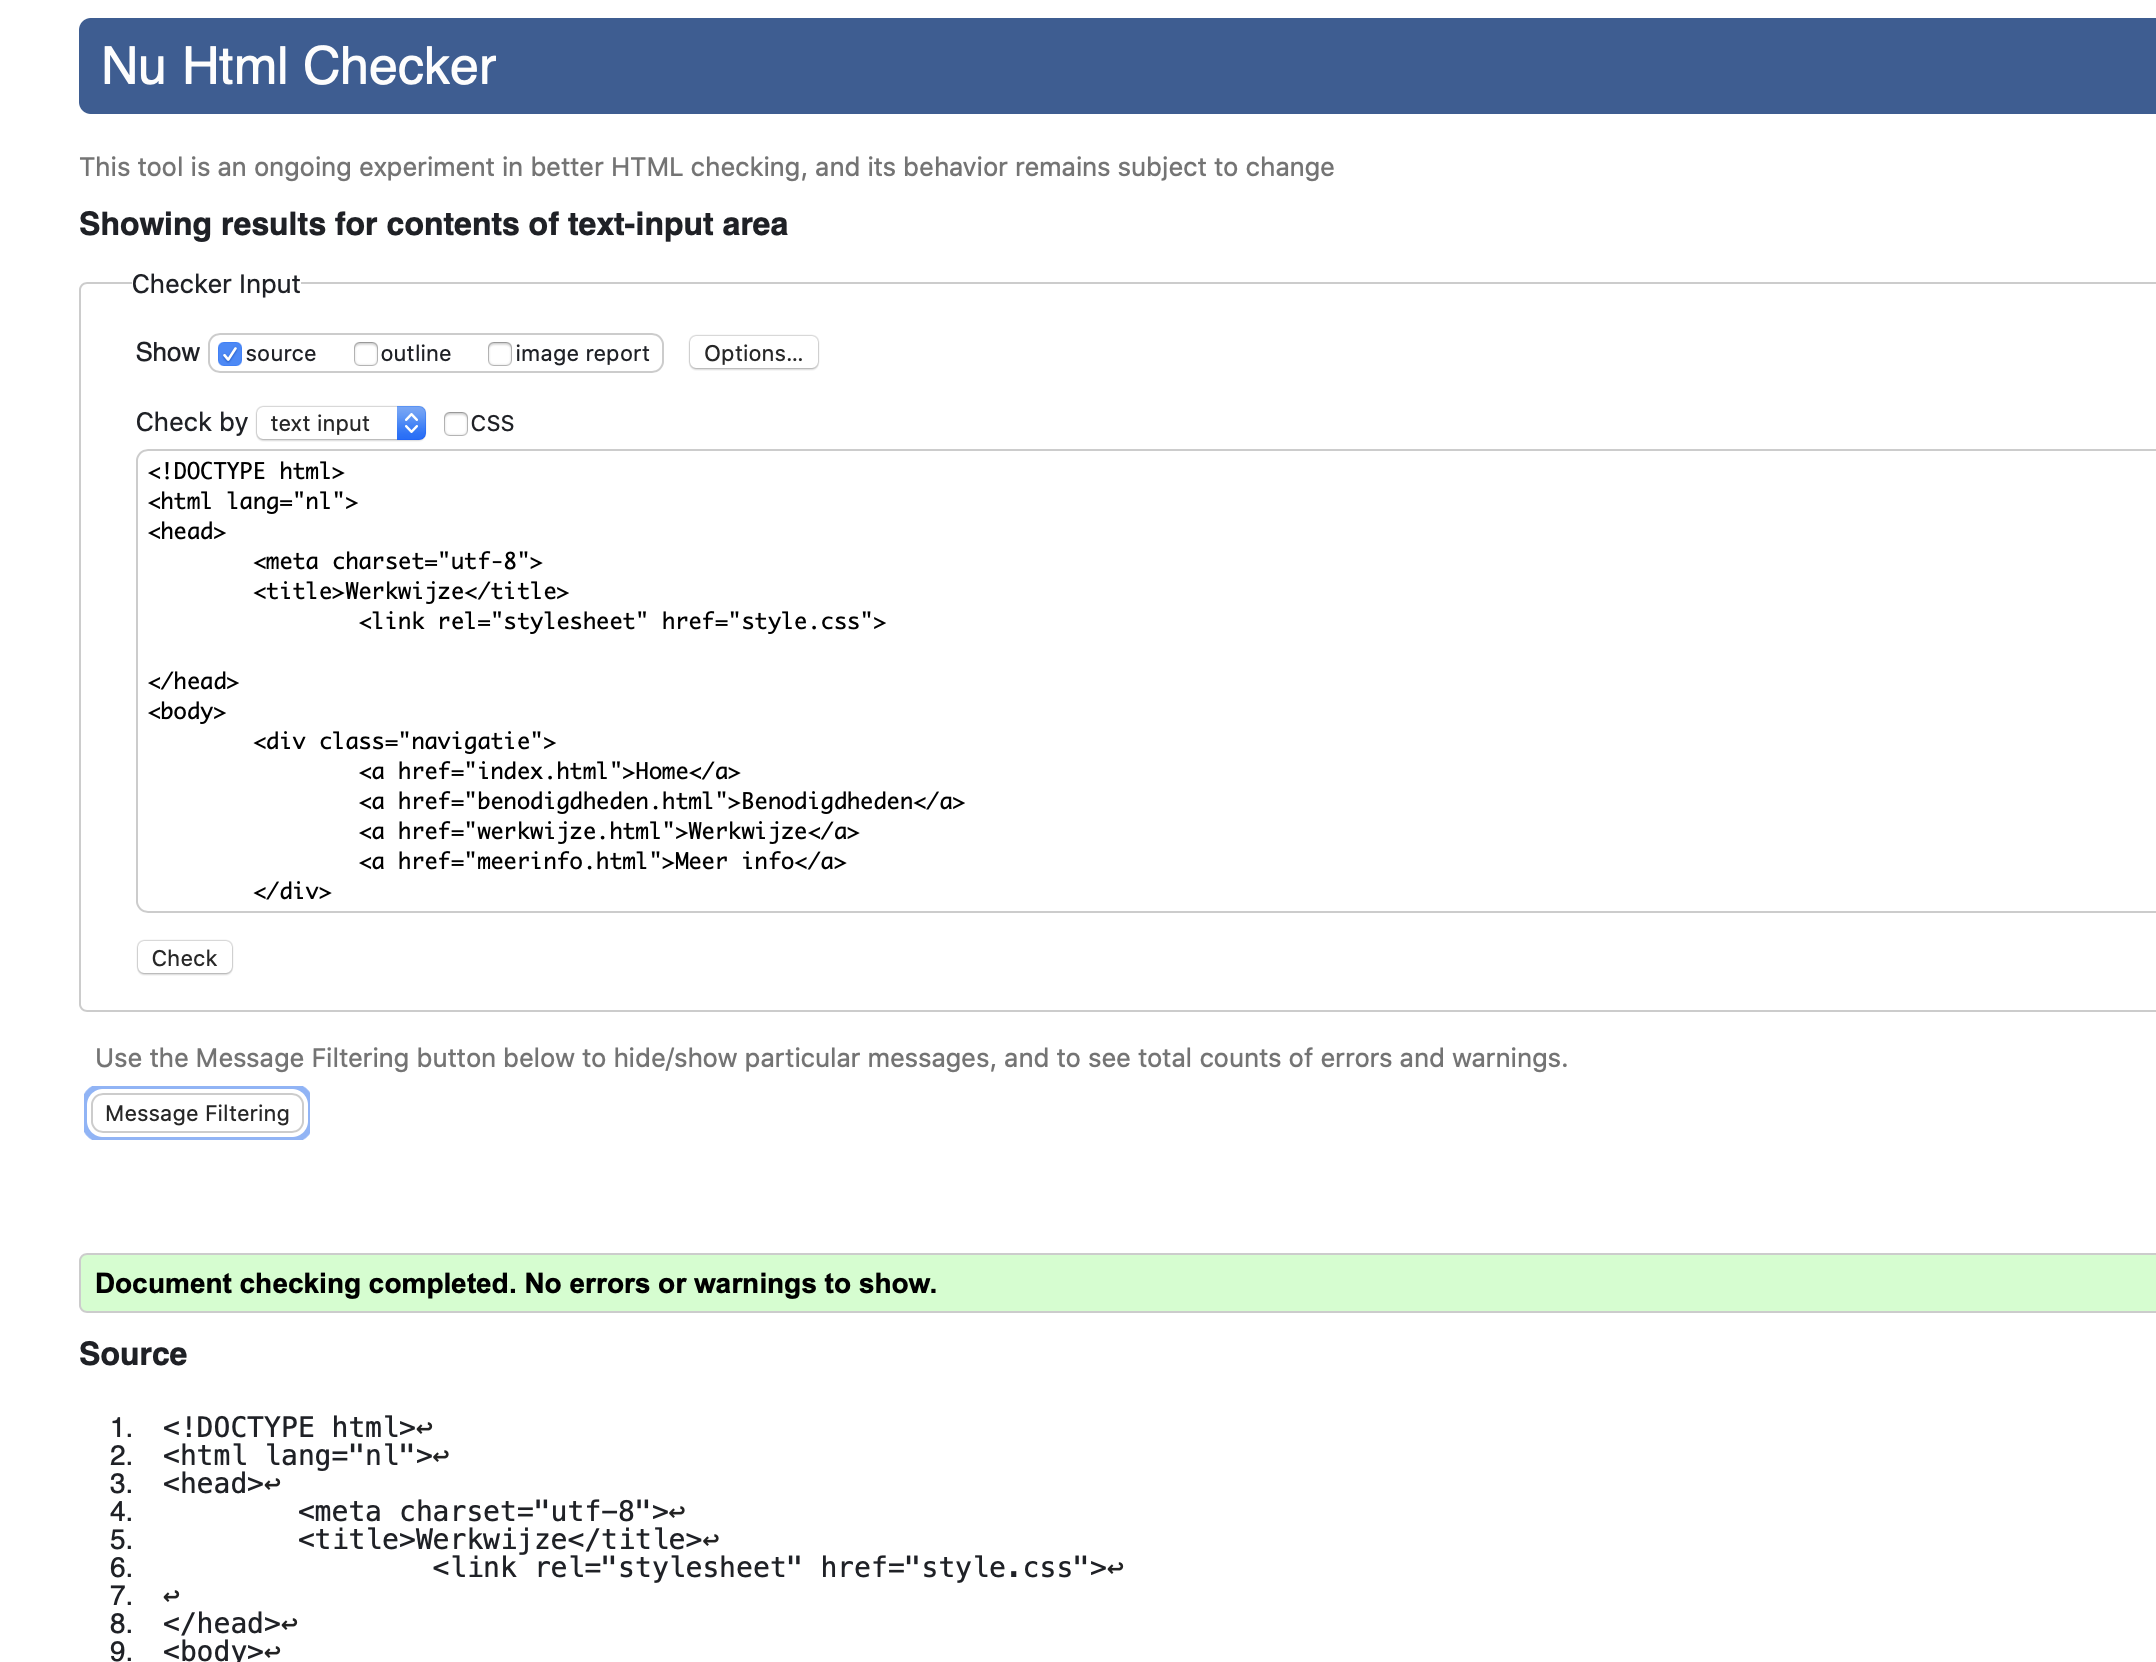 Nu Html Checker
This tool is an ongoing experiment in better HTML checking, and its behavior remains subject to change
Showing results for contents of text-input area
Checker Input
Show source outline image report Options...
Check by text input CSS
<!DOCTYPE html>
<html lang="nl">
<head>
<meta charset="utf-8">
<title>Werkwijze</title>
<link rel="stylesheet" href="style.css">
</head>
<body>
<div class="navigatie">
<a href="index.html">Home</a>
<a href="benodigdheden.html">Benodigdheden</a>
<a href="werkwijze.html">Werkwijze</a>
<a href="meerinfo.html">Meer info</a>
</div>
Check
Use the Message Filtering button below to hide/show particular messages, and to see total counts of errors and warnings.
Message Filtering
Document checking completed. No errors or warnings to show.
Source
1. <!DOCTYPE html>↩
2. <html lang="nl">↩
3. <head>↩
4. <meta charset="utf-8">↩
5. <title>Werkwijze</title>↩
6. <link rel="stylesheet" href="style.css">↩
7. ↩
8. </head>↩
9. <body>↩